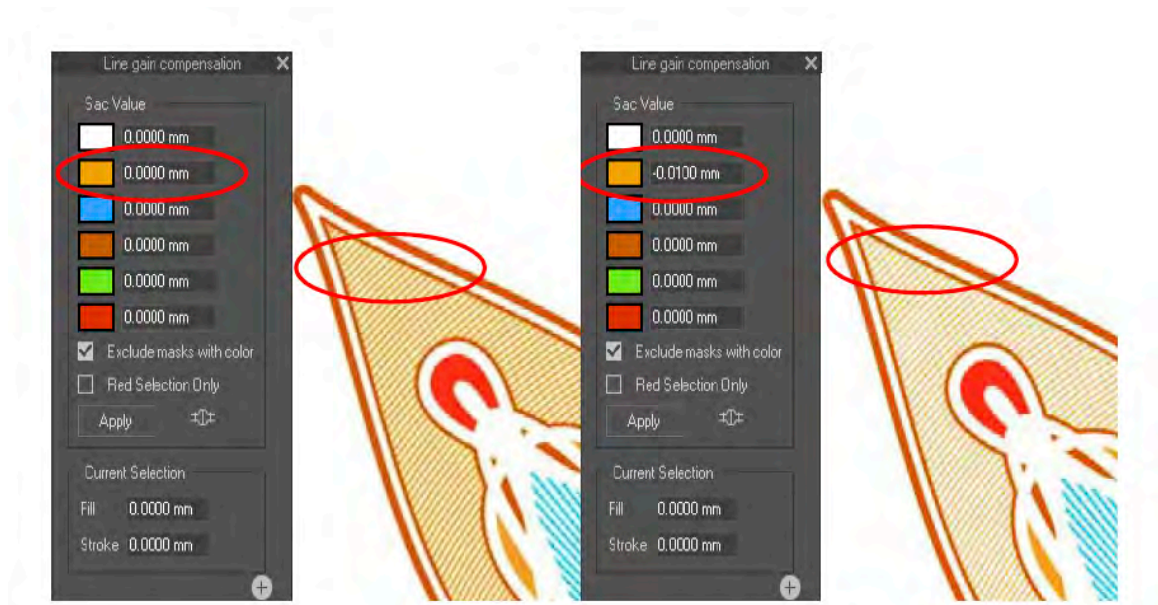 Line gain compensation
Sac Value
0.0000 mm
0.0000 mm
0.0000 mm
0.0000 mm
0.0000 mm
0.0000 mm
Exclude masks with color
Red Selection Only
Apply
Current Selection
Fill 0.0000 mm
Stroke 0.0000 mm
Line gain compensation
Sac Value
0.0000 mm
-0.0100 mm
0.0000 mm
0.0000 mm
0.0000 mm
0.0000 mm
Exclude masks with color
Red Selection Only
Apply
Current Selection
Fill 0.0000 mm
Stroke 0.0000 mm